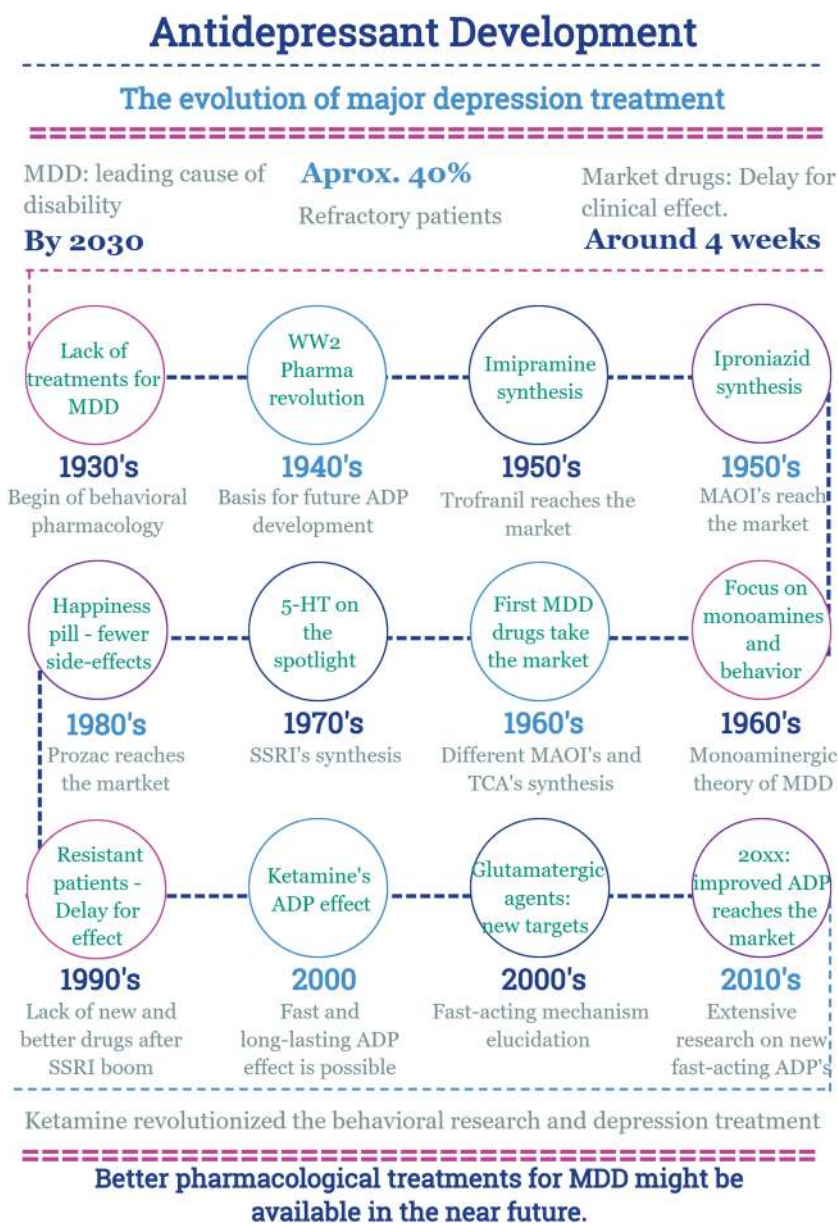 Antidepressant Development
The evolution of major depression treatment
MDD: leading cause of
disability
By 2030
Aprox. 40%
Refractory patients
Market drugs: Delay for
clinical effect.
Around 4 weeks
Lack of
treatments for
MDD
1930's
Begin of behavioral
pharmacology
WW2
Pharma
revolution
1940's
Basis for future ADP
development
Imipramine
synthesis
1950's
Trofranil reaches the
market
Iproniazid
synthesis
1950's
MAOI's reach
the market
Focus on
monoamines
and
behavior
1960's
Monoaminergic
theory of MDD
First MDD
drugs take
the market
1960's
Different MAOI's and
TCA's synthesis
5-HT on
the
spotlight
1970's
SSRI's synthesis
Happiness
pill - fewer
side-effects
1980's
Prozac reaches
the martket
Resistant
patients -
Delay for
effect
1990's
Lack of new and
better drugs after
SSRI boom
Ketamine's
ADP effect
2000
Fast and
long-lasting ADP
effect is possible
Glutamatergic
agents:
new targets
2000's
Fast-acting mechanism
elucidation
20xx:
improved ADP
reaches the
market
2010's
Extensive
research on new
fast-acting ADP's
Ketamine revolutionized the behavioral research and depression treatment
Better pharmacological treatments for MDD might be
available in the near future.